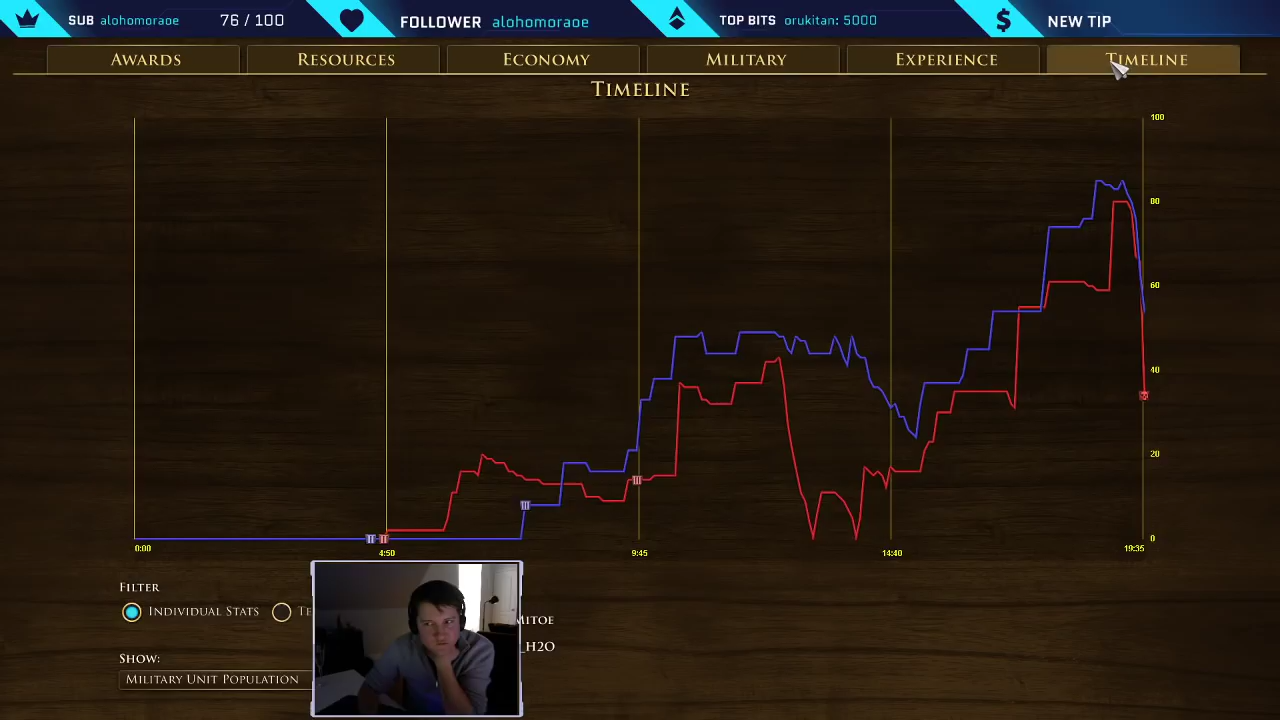 SUB alohomoraoe 76 / 100 FOLLOWER alohomoraoe TOP BITS orukitan: 5000 NEW TIP
AWARDS RESOURCES ECONOMY MILITARY EXPERIENCE TIMELINE
TIMELINE
100
80
60
40
20
0
0:00 4:50 9:45 14:40 19:35
FILTER
INDIVIDUAL STATS TE
MITOE
_H2O
SHOW:
MILITARY UNIT POPULATION